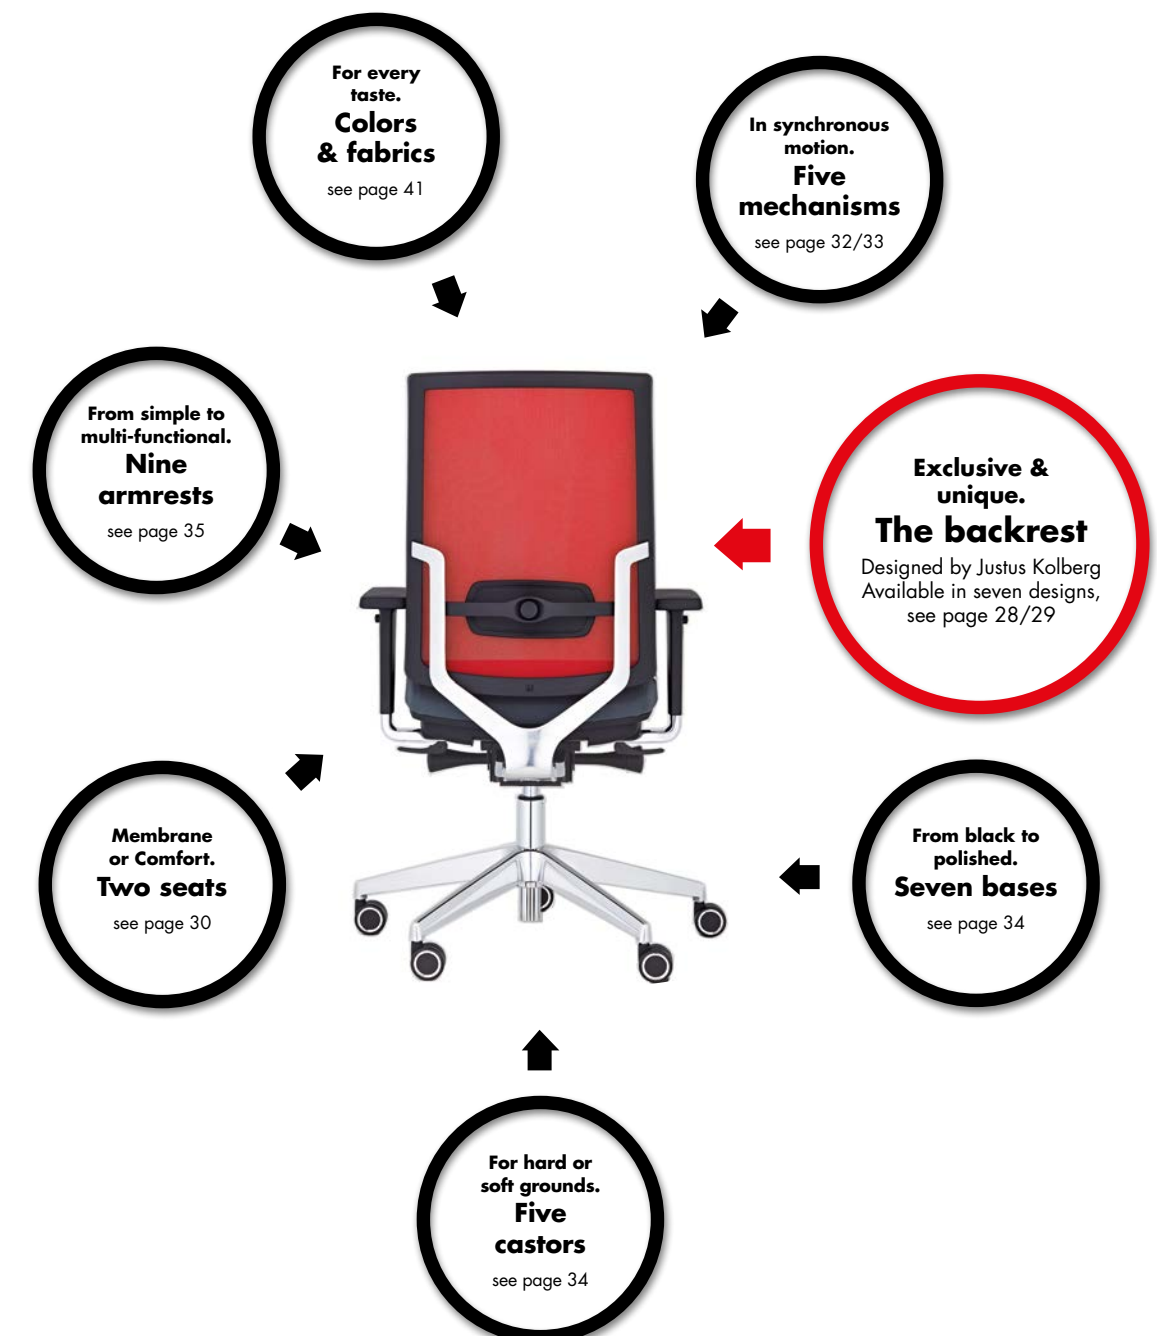 For every
taste.
Colors
& fabrics
see page 41
In synchronous
motion.
Five
mechanisms
see page 32/33
From simple to
multi-functional.
Nine
armrests
see page 35
Exclusive &
unique.
The backrest
Designed by Justus Kolberg
Available in seven designs,
see page 28/29
Membrane
or Comfort.
Two seats
see page 30
From black to
polished.
Seven bases
see page 34
For hard or
soft grounds.
Five
castors
see page 34